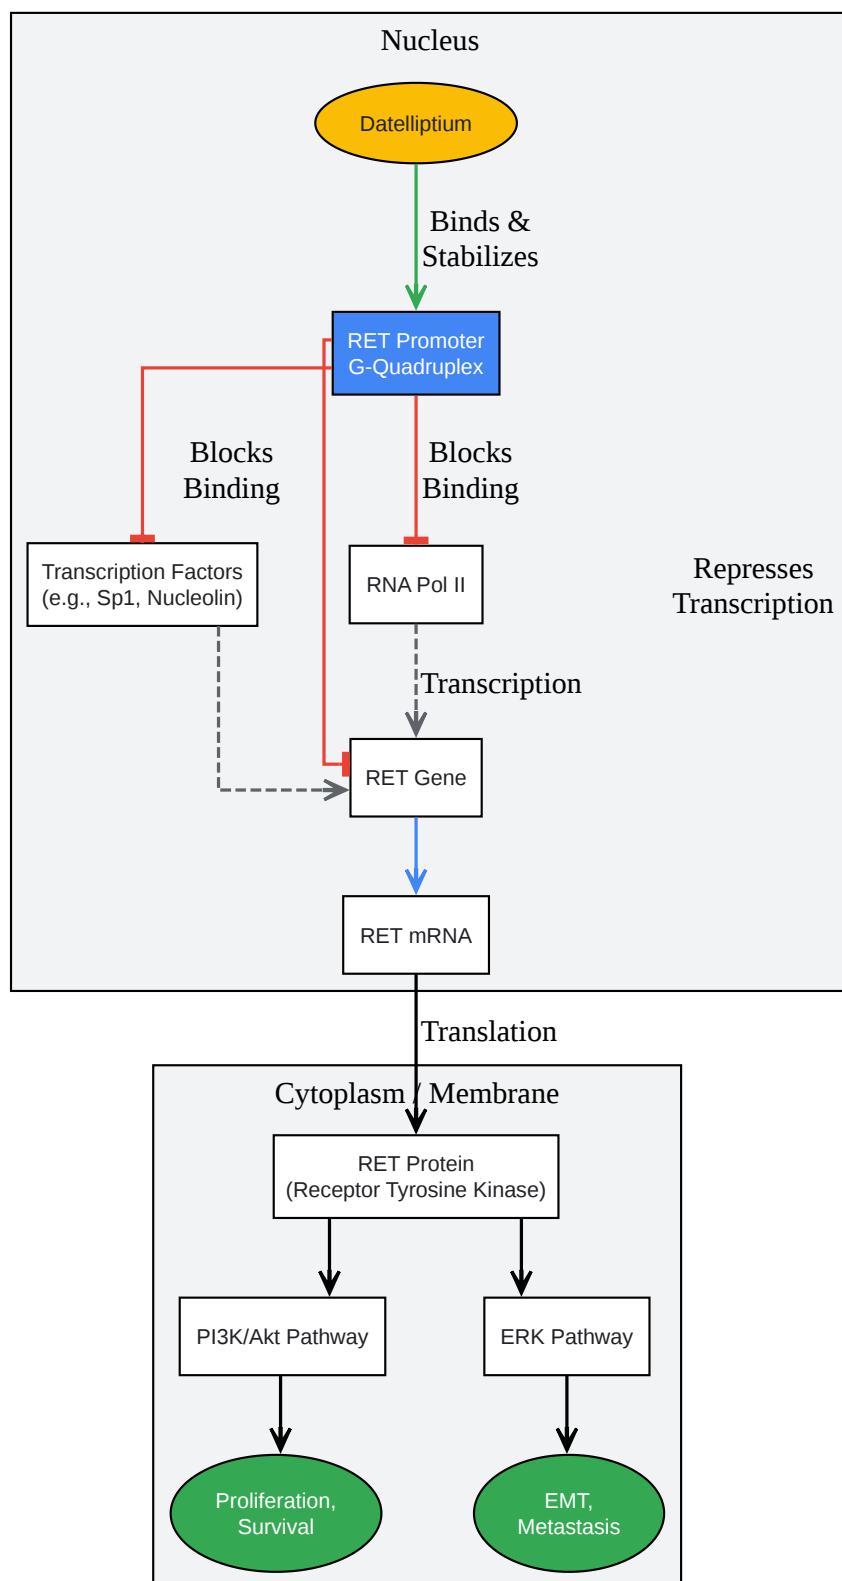 Nucleus
Datelliptium
Binds &
Stabilizes
RET Promoter
G-Quadruplex
Blocks
Binding
Blocks
Binding
Transcription Factors
(e.g., Sp1, Nucleolin)
RNA Pol II
Represses
Transcription
Transcription
RET Gene
RET mRNA
Translation
Cytoplasm / Membrane
RET Protein
(Receptor Tyrosine Kinase)
PI3K/Akt Pathway
ERK Pathway
Proliferation,
Survival
EMT,
Metastasis